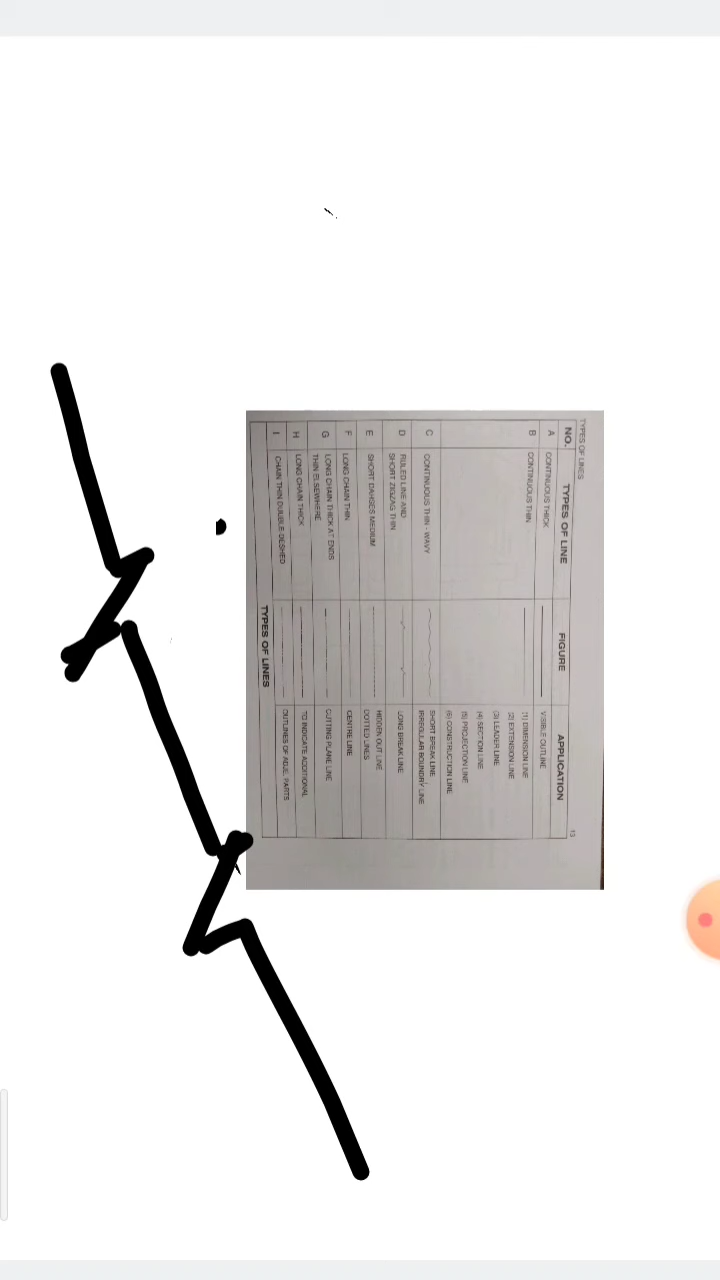 13
TYPES OF LINES
NO. TYPES OF LINE FIGURE APPLICATION
A CONTINUOUS THICK VISIBLE OUTLINE
B CONTINUOUS THIN (1) DIMENSION LINE
(2) EXTENSION LINE
(3) LEADER LINE
(4) SECTION LINE
(5) PROJECTION LINE
(6) CONSTRUCTION LINE
C CONTINUOUS THIN - WAVY SHORT BREAK LINE
IRREGULAR BOUNDRY LINE
D RULED LINE AND LONG BREAK LINE
SHORT ZIGZAG THIN
E SHORT DAHSES MEDIUM HIDDEN OUT LINE
DOTTED LINES
F LONG CHAIN THIN CENTRE LINE
G LONG CHAIN THICK AT ENDS CUTTING PLANE LINE
THIN ELSEWHERE
H LONG CHAIN THICK TO INDICATE ADDITIONAL
I CHAIN THIN DOUBLE OUTLINES OF ADJE. PARTS
TYPES OF LINES